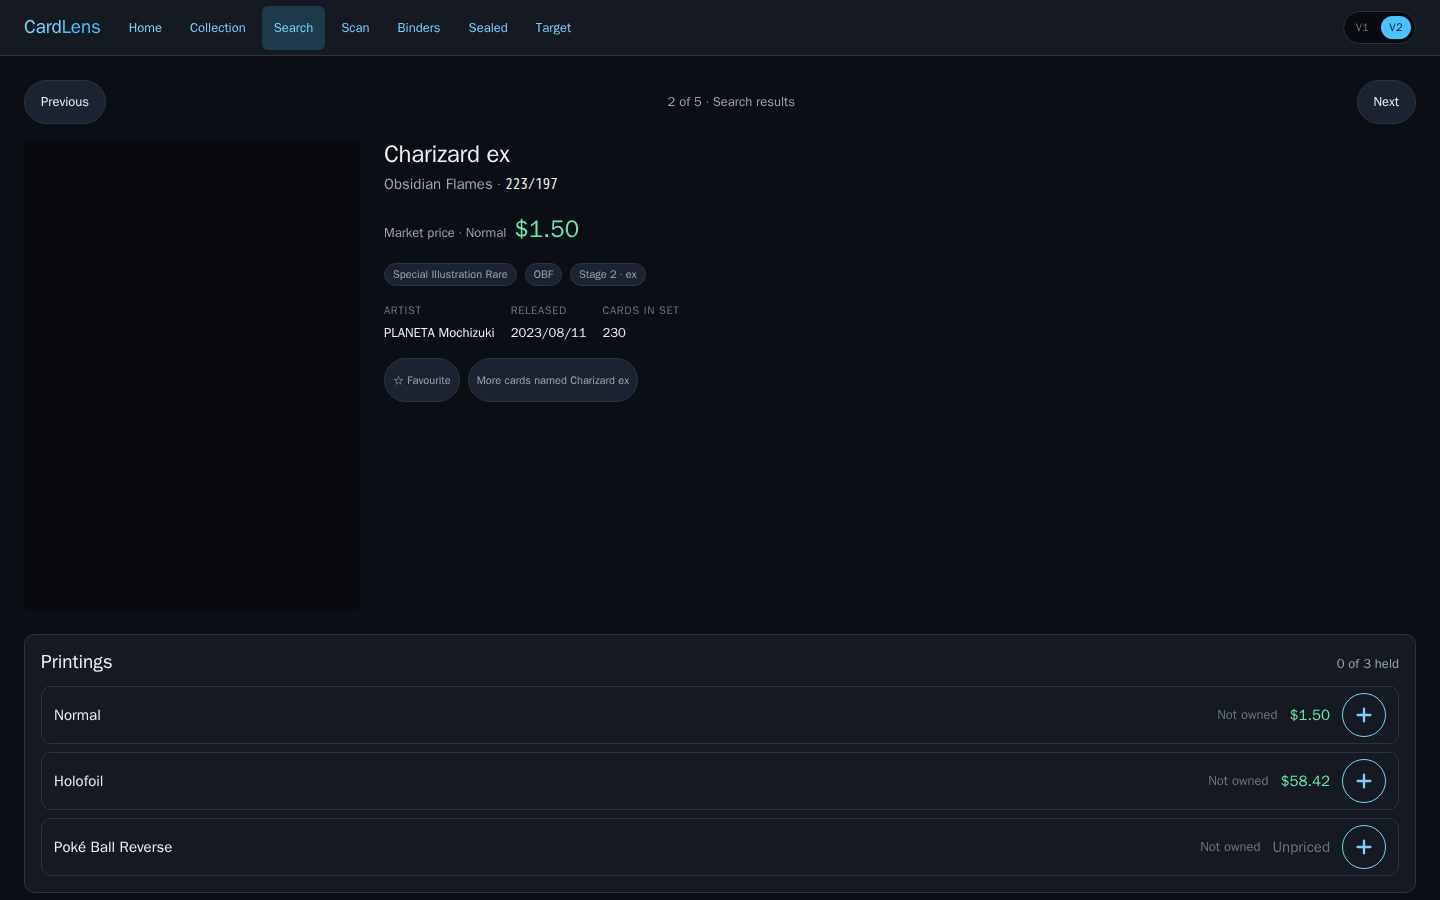 CardLens Home Collection Search Scan Binders Sealed Target V1 V2
Previous 2 of 5 · Search results Next
Charizard ex
Obsidian Flames · 223/197
Market price · Normal $1.50
Special Illustration Rare OBF Stage 2 · ex
ARTIST RELEASED CARDS IN SET
PLANETA Mochizuki 2023/08/11 230
☆ Favourite More cards named Charizard ex
Printings 0 of 3 held
Normal Not owned $1.50 +
Holofoil Not owned $58.42 +
Poké Ball Reverse Not owned Unpriced +